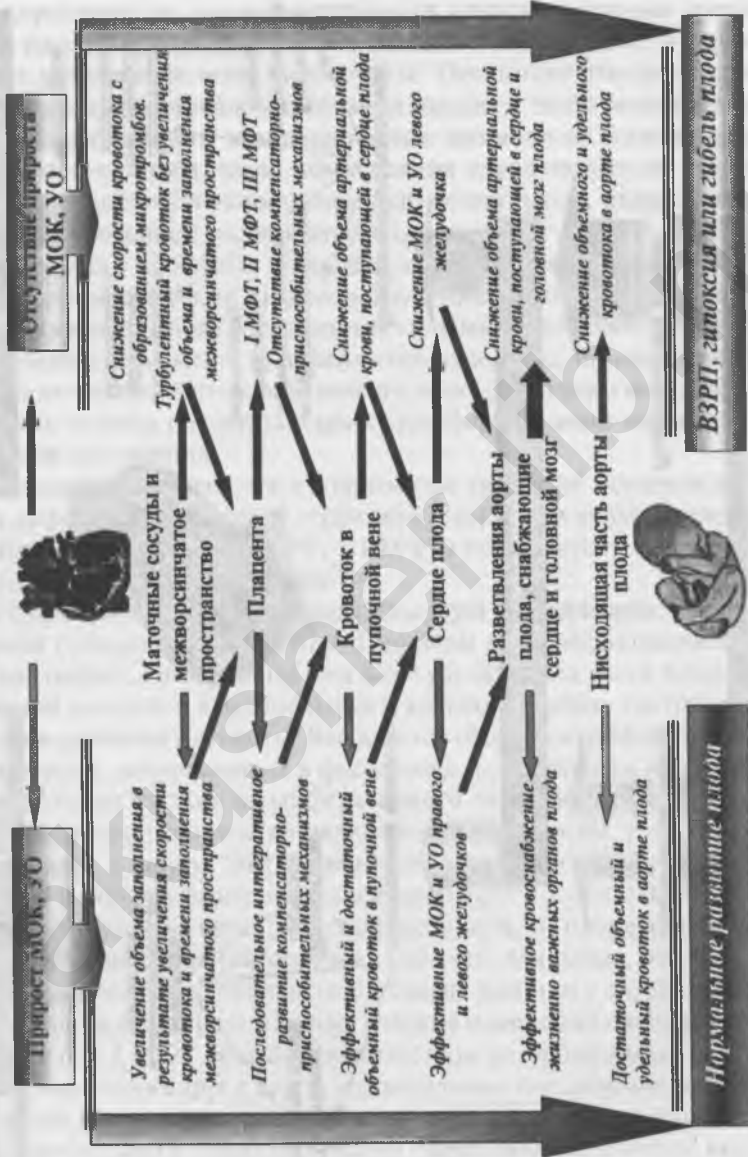 Прирост МОК, УО
Отсутствие прироста
МОК, УО
Увеличение объема заполнения в
результате увеличения скорости
кровотока и времени заполнения
межворсинчатого пространства
Маточные сосуды и
межворсинчатое
пространство
Снижение скорости кровотока с
образованием микротромбов
Турбулентный кровоток без увеличения
объема и времени заполнения
межворсинчатого пространства
Последовательное интегративное
развитие компенсаторно-
приспособительных механизмов
Плацента
I МФТ, II МФТ, III МФТ
Отсутствие компенсаторно-
приспособительных механизмов
Эффективный и достаточный
объемный кровоток в пупочной вене
Кровоток в
пупочной вене
Снижение объема артериальной
крови, поступающей в сердце плода
Эффективные МОК и УО правого
и левого желудочков
Сердце плода
Снижение МОК и УО левого
желудочка
Эффективное кровоснабжение
жизненно важных органов плода
Разветвления аорты
плода, снабжающие
сердце и головной мозг
Снижение объема артериальной
крови, поступающей в сердце и
головной мозг плода
Достаточный объемный и
удельный кровоток в аорте плода
Нисходящая часть аорты
плода
Снижение объемного и удельного
кровотока в аорте плода
Нормальное развитие плода
ВЗРП, гипоксия или гибель плода
akusher-lib.ru